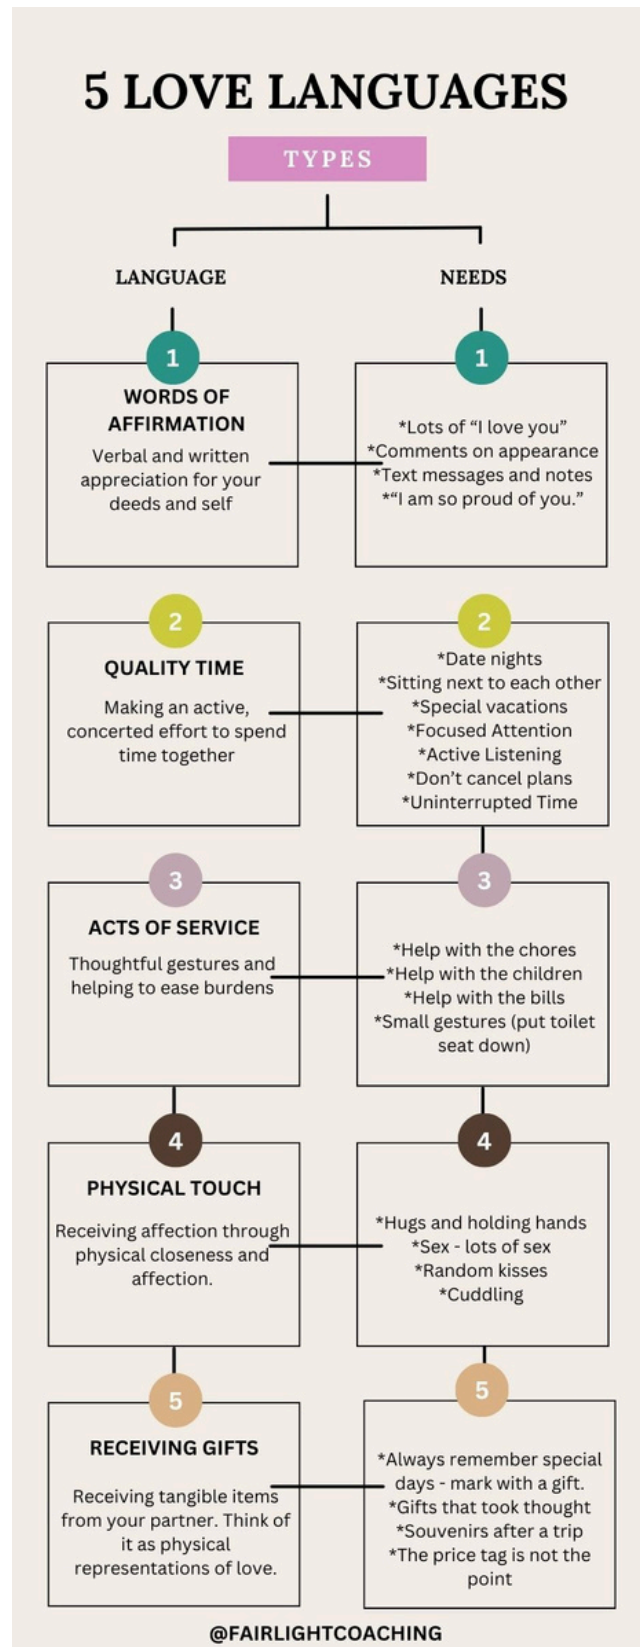 5 LOVE LANGUAGES
TYPES
LANGUAGE
NEEDS
1
WORDS OF
AFFIRMATION
Verbal and written
appreciation for your
deeds and self
1
*Lots of “I love you”
*Comments on appearance
*Text messages and notes
*“I am so proud of you.”
2
QUALITY TIME
Making an active,
concerted effort to spend
time together
2
*Date nights
*Sitting next to each other
*Special vacations
*Focused Attention
*Active Listening
*Don’t cancel plans
*Uninterrupted Time
3
ACTS OF SERVICE
Thoughtful gestures and
helping to ease burdens
3
*Help with the chores
*Help with the children
*Help with the bills
*Small gestures (put toilet
seat down)
4
PHYSICAL TOUCH
Receiving affection through
physical closeness and
affection.
4
*Hugs and holding hands
*Sex - lots of sex
*Random kisses
*Cuddling
5
RECEIVING GIFTS
Receiving tangible items
from your partner. Think of
it as physical
representations of love.
5
*Always remember special
days - mark with a gift.
*Gifts that took thought
*Souvenirs after a trip
*The price tag is not the
point
@FAIRLIGHTCOACHING